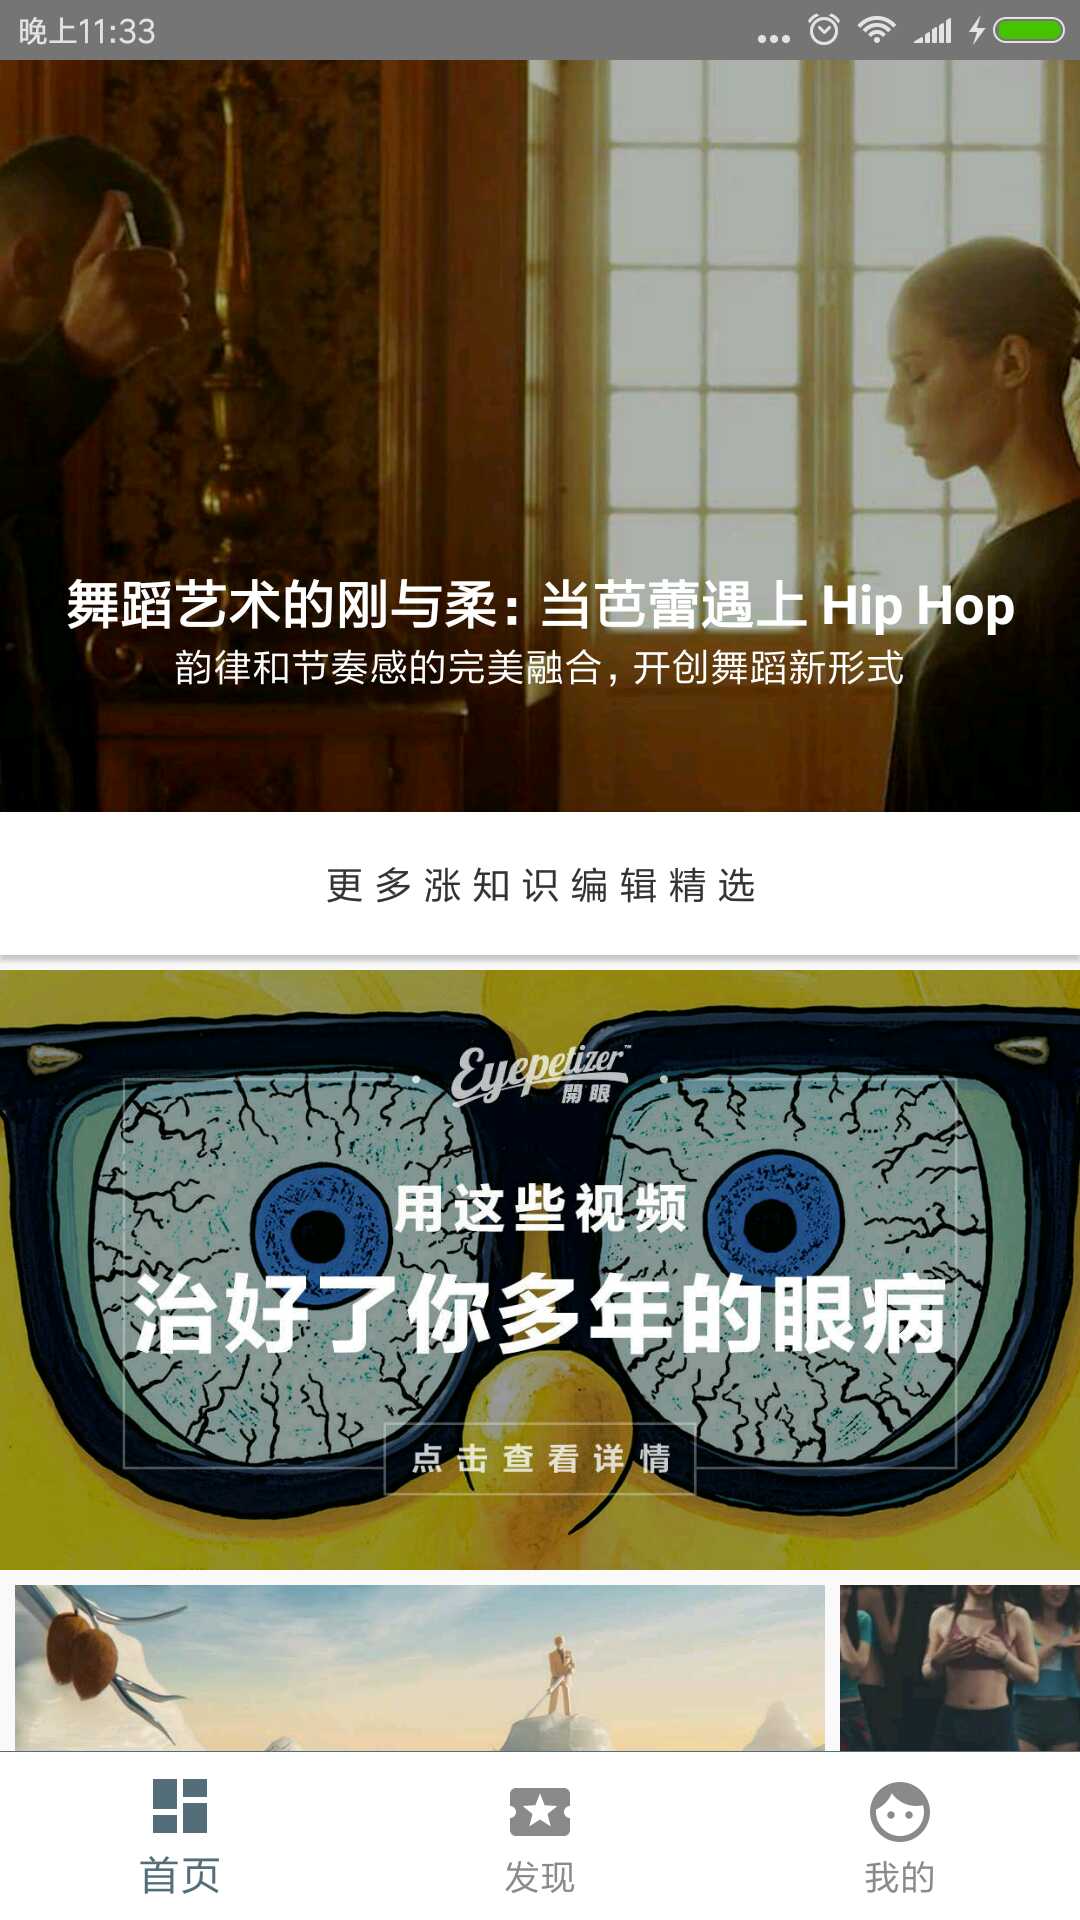 晚上11:33
舞蹈艺术的刚与柔：当芭蕾遇上 Hip Hop
韵律和节奏感的完美融合，开创舞蹈新形式
更多涨知识编辑精选
Eyepetizer™
開眼
用这些视频
治好了你多年的眼病
点击查看详情
首页
发现
我的